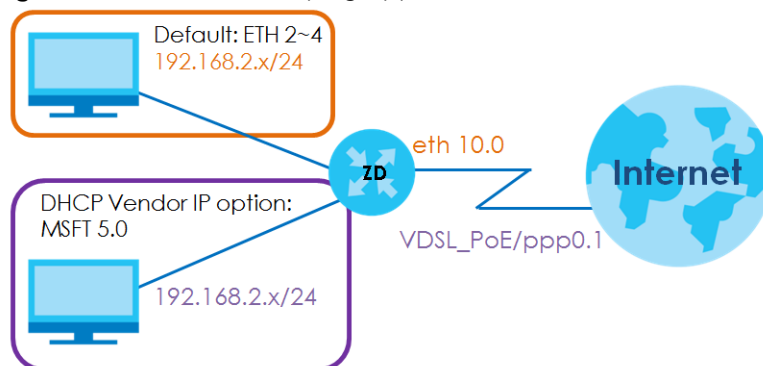 Default: ETH 2~4
192.168.2.x/24
eth 10.0
ZD
Internet
DHCP Vendor IP option:
MSFT 5.0
VDSL_PoE/ppp0.1
192.168.2.x/24